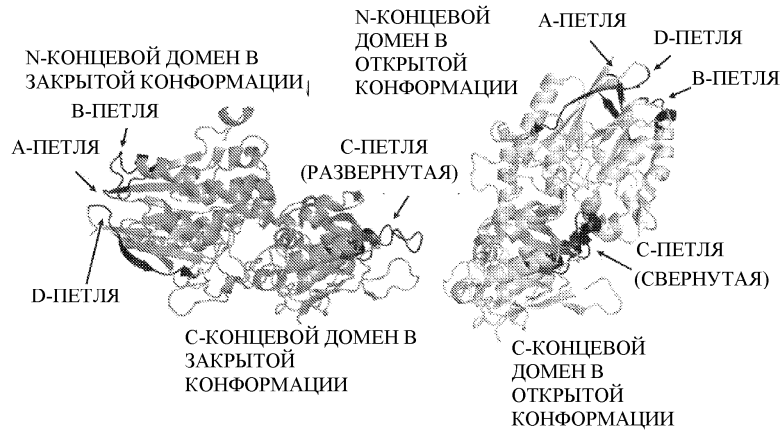 N-КОНЦЕВОЙ ДОМЕН В
ЗАКРЫТОЙ КОНФОРМАЦИИ
B-ПЕТЛЯ
A-ПЕТЛЯ
C-ПЕТЛЯ
(РАЗВЕРНУТАЯ)
D-ПЕТЛЯ
C-КОНЦЕВОЙ ДОМЕН В
ЗАКРЫТОЙ
КОНФОРМАЦИИ
N-КОНЦЕВОЙ
ДОМЕН В
ОТКРЫТОЙ
КОНФОРМАЦИИ
A-ПЕТЛЯ
D-ПЕТЛЯ
B-ПЕТЛЯ
C-ПЕТЛЯ
(СВЕРНУТАЯ)
C-КОНЦЕВОЙ
ДОМЕН В
ОТКРЫТОЙ
КОНФОРМАЦИИ